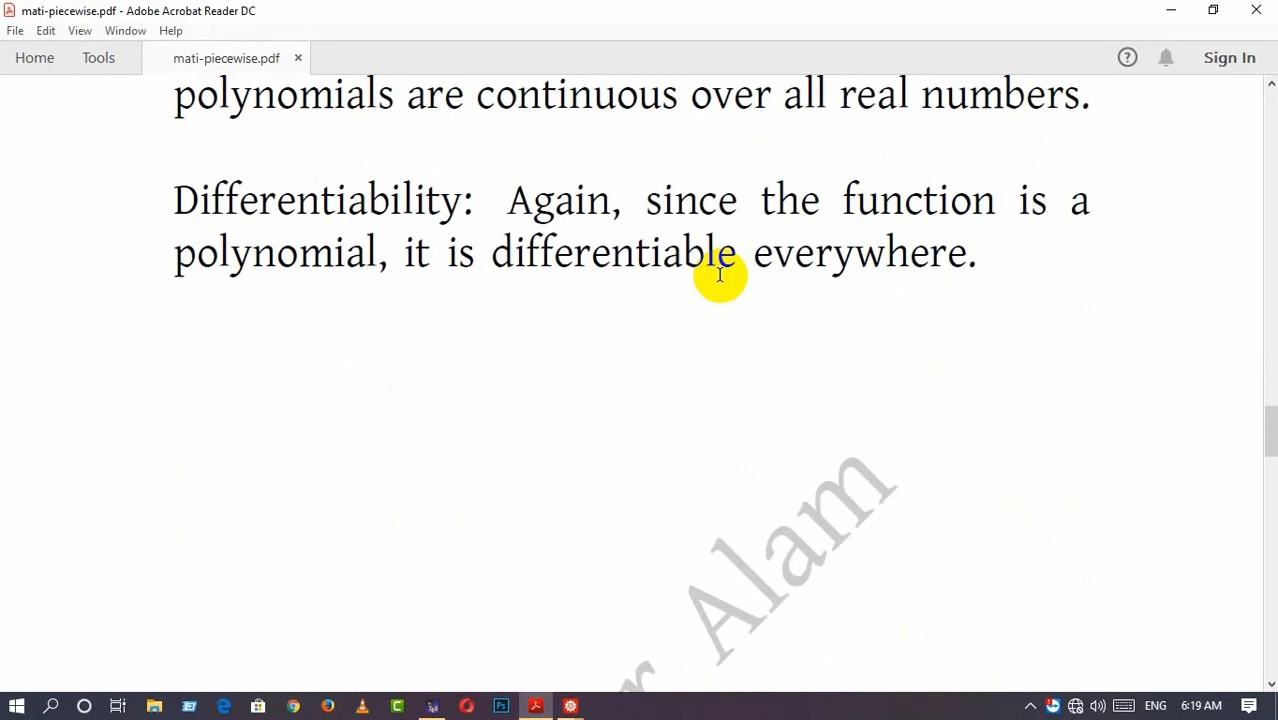 mati-piecewise.pdf - Adobe Acrobat Reader DC
File Edit View Window Help
Home Tools mati-piecewise.pdf × Sign In
polynomials are continuous over all real numbers.
Differentiability: Again, since the function is a
polynomial, it is differentiable everywhere.
r Alam
ENG 6:19 AM